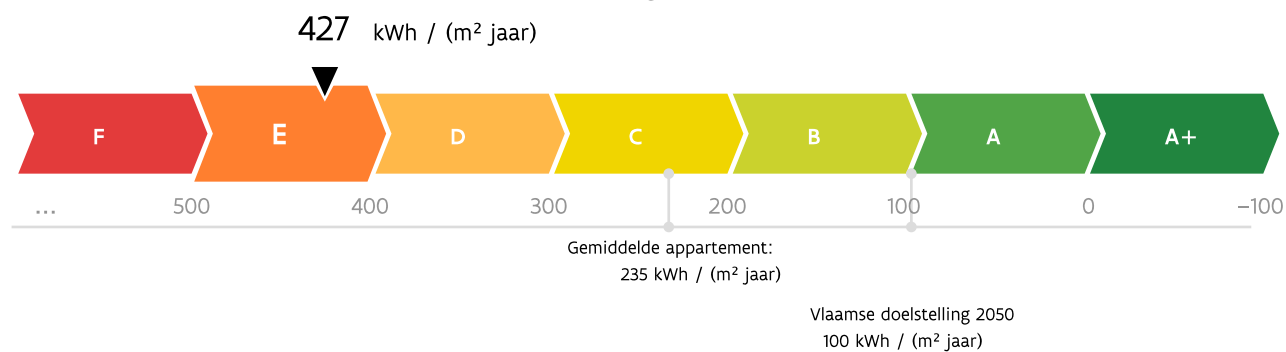 427 kWh / (m² jaar)
F E D C B A A+
... 500 400 300 200 100 0 –100
Gemiddelde appartement:
235 kWh / (m² jaar)
Vlaamse doelstelling 2050
100 kWh / (m² jaar)